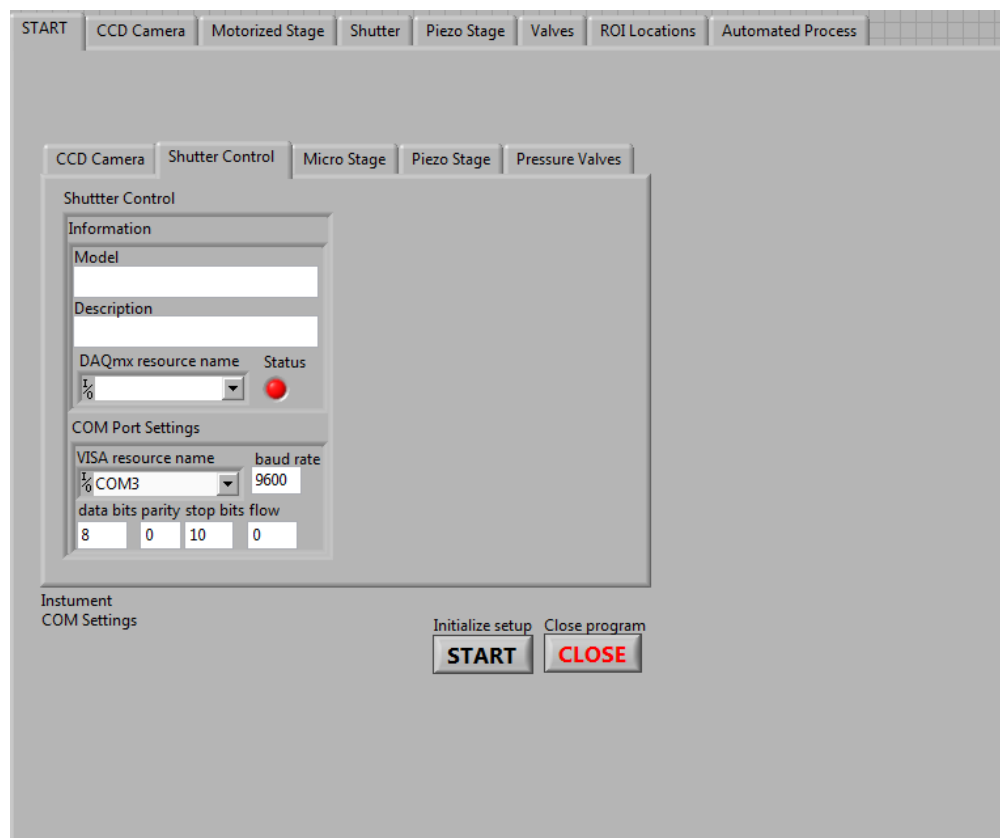 START CCD Camera Motorized Stage Shutter Piezo Stage Valves ROI Locations Automated Process
CCD Camera Shutter Control Micro Stage Piezo Stage Pressure Valves
Shuttter Control
Information
Model
Description
DAQmx resource name Status
I/O
COM Port Settings
VISA resource name baud rate
I/O COM3 9600
data bits parity stop bits flow
8 0 10 0
Instument
COM Settings
Initialize setup Close program
START CLOSE